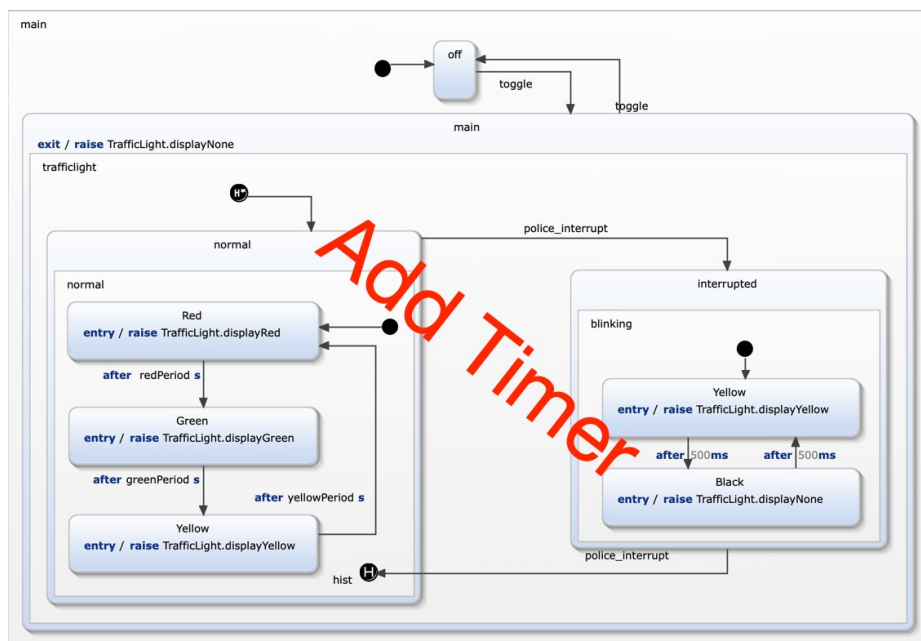 main
off
toggle
toggle
main
exit / raise TrafficLight.displayNone
trafficlight
H*
normal
police_interrupt
interrupted
normal
blinking
Red
entry / raise TrafficLight.displayRed
after redPeriod s
Green
entry / raise TrafficLight.displayGreen
after greenPeriod s
after yellowPeriod s
Yellow
entry / raise TrafficLight.displayYellow
hist H
Yellow
entry / raise TrafficLight.displayYellow
after 500ms after 500ms
Black
entry / raise TrafficLight.displayNone
police_interrupt
Add Timer